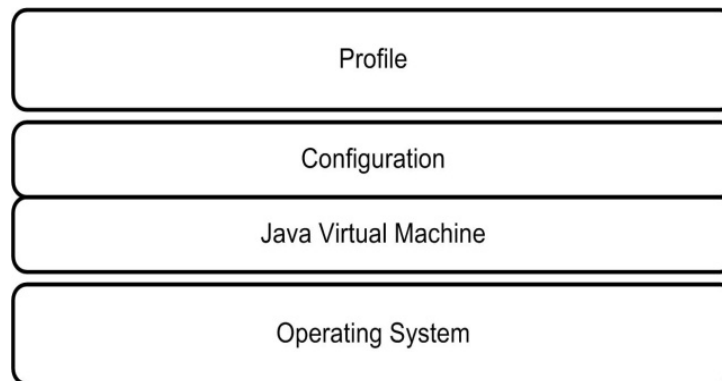 Profile
Configuration
Java Virtual Machine
Operating System